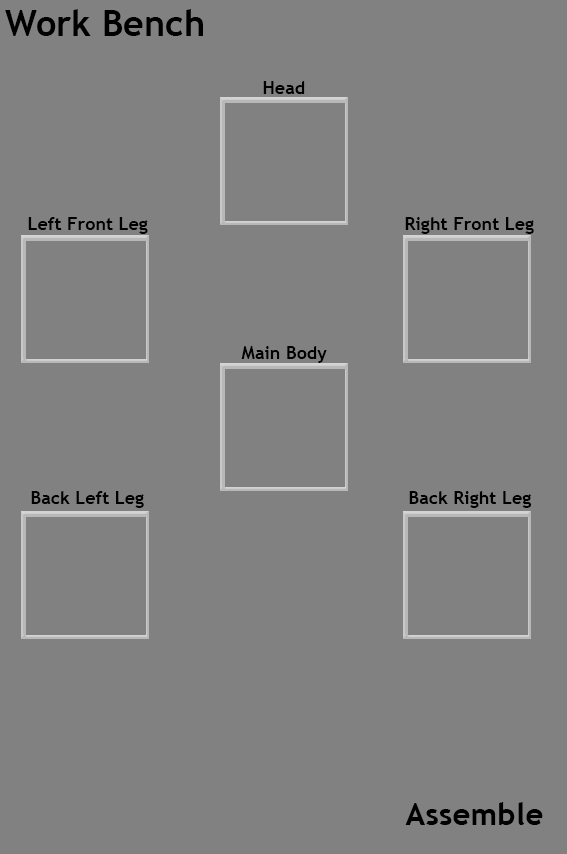 Work Bench
Head
Left Front Leg
Right Front Leg
Main Body
Back Left Leg
Back Right Leg
Assemble